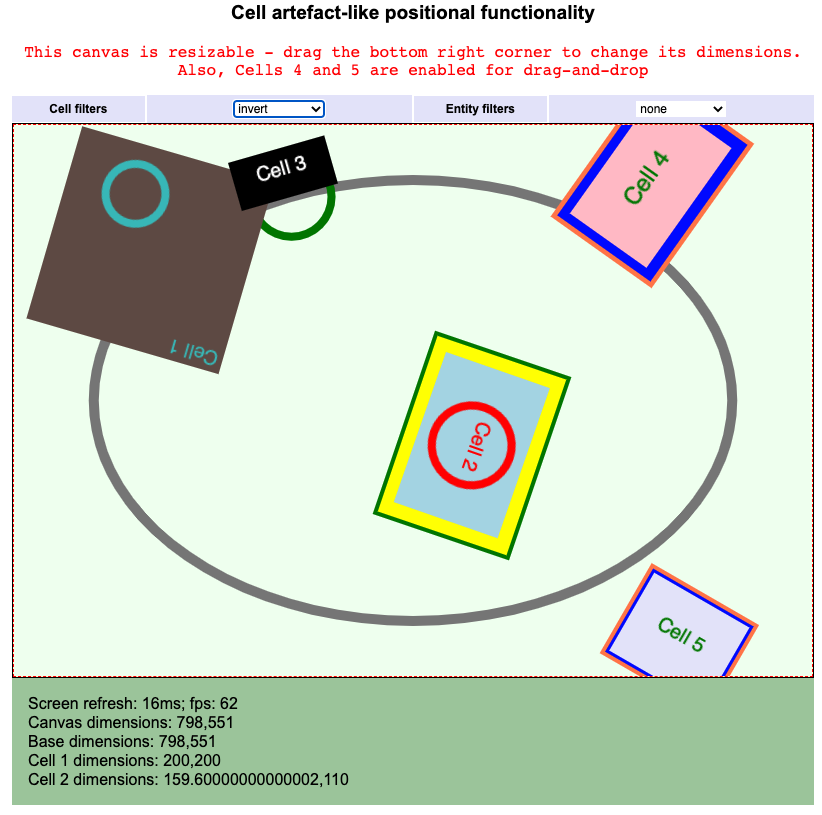 Cell artefact-like positional functionality
This canvas is resizable - drag the bottom right corner to change its dimensions.
Also, Cells 4 and 5 are enabled for drag-and-drop
Cell filters invert Entity filters none
Cell 3
Cell 4
Cell 1
Cell 2
Cell 5
Screen refresh: 16ms; fps: 62
Canvas dimensions: 798,551
Base dimensions: 798,551
Cell 1 dimensions: 200,200
Cell 2 dimensions: 159.60000000000002,110